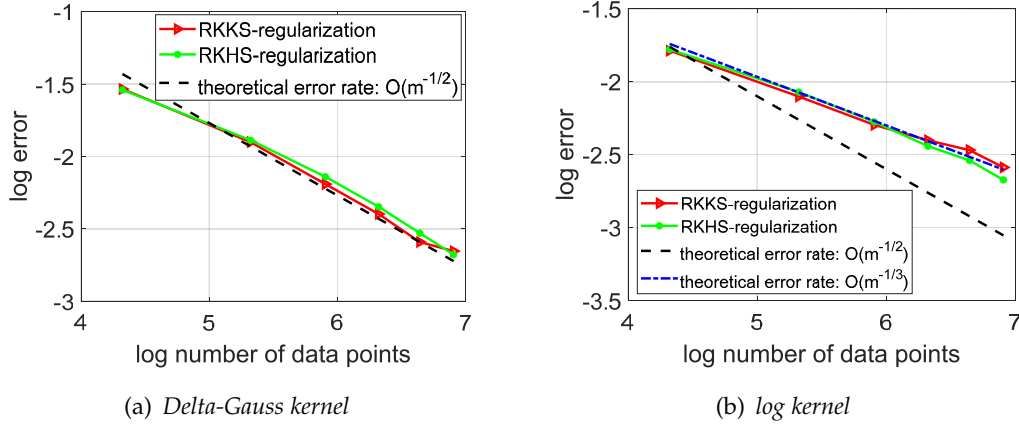 -1
-1.5
-2
-2.5
-3
log error
RKKS-regularization
RKHS-regularization
theoretical error rate: O(m^{-1/2})
4
5
6
7
log number of data points
(a) Delta-Gauss kernel
-1.5
-2
-2.5
-3
-3.5
log error
RKKS-regularization
RKHS-regularization
theoretical error rate: O(m^{-1/2})
theoretical error rate: O(m^{-1/3})
4
5
6
7
log number of data points
(b) log kernel